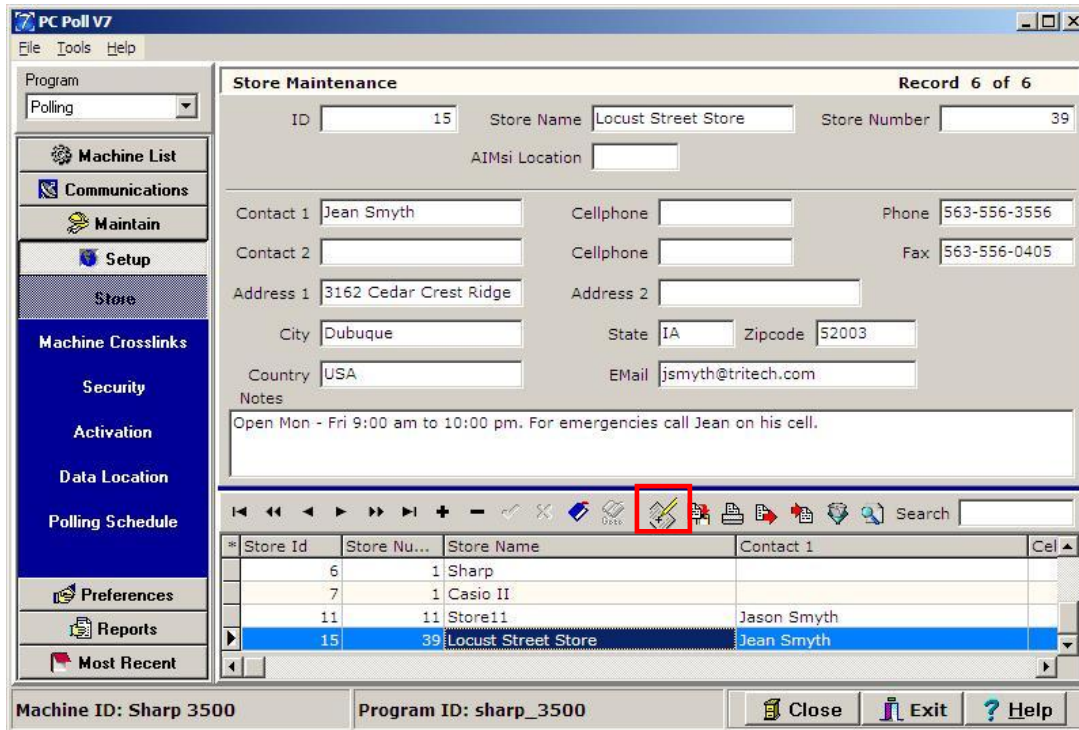 PC Poll V7
File Tools Help
Program
Polling
Machine List
Communications
Maintain
Setup
Store
Machine Crosslinks
Security
Activation
Data Location
Polling Schedule
Preferences
Reports
Most Recent
Store Maintenance Record 6 of 6
ID 15 Store Name Locust Street Store Store Number 39
AIMsi Location
Contact 1 Jean Smyth Cellphone Phone 563-556-3556
Contact 2 Cellphone Fax 563-556-0405
Address 1 3162 Cedar Crest Ridge Address 2
City Dubuque State IA Zipcode 52003
Country USA EMail jsmyth@tritech.com
Notes
Open Mon - Fri 9:00 am to 10:00 pm. For emergencies call Jean on his cell.
Search
* Store Id Store Nu... Store Name Contact 1 Cel
6 1 Sharp
7 1 Casio II
11 11 Store11 Jason Smyth
15 39 Locust Street Store Jean Smyth
Machine ID: Sharp 3500 Program ID: sharp_3500 Close Exit Help